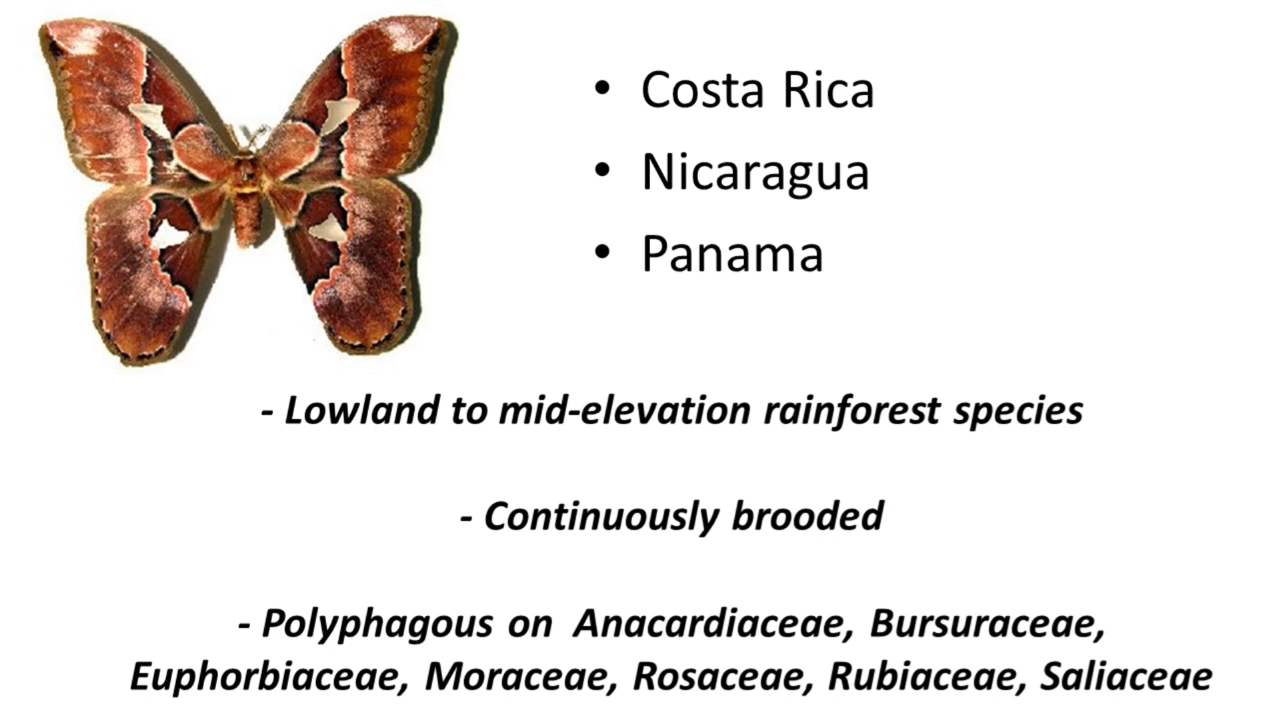 • Costa Rica
• Nicaragua
• Panama
- Lowland to mid-elevation rainforest species
- Continuously brooded
- Polyphagous on Anacardiaceae, Bursuraceae,
Euphorbiaceae, Moraceae, Rosaceae, Rubiaceae, Saliaceae